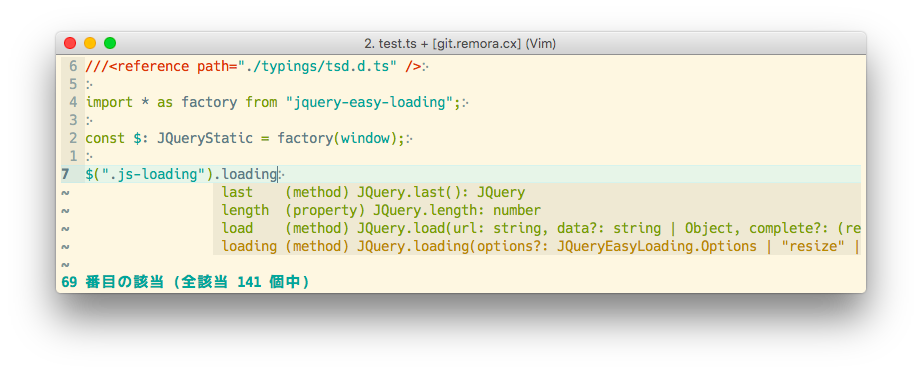 2. test.ts + [git.remora.cx] (Vim)
6 ///<reference path="./typings/tsd.d.ts" />
5
4 import * as factory from "jquery-easy-loading";
3
2 const $: JQueryStatic = factory(window);
1
7 $(".js-loading").loading
~ last (method) JQuery.last(): JQuery
~ length (property) JQuery.length: number
~ load (method) JQuery.load(url: string, data?: string | Object, complete?: (re
~ loading (method) JQuery.loading(options?: JQueryEasyLoading.Options | "resize" |
~
69 番目の該当 (全該当 141 個中)